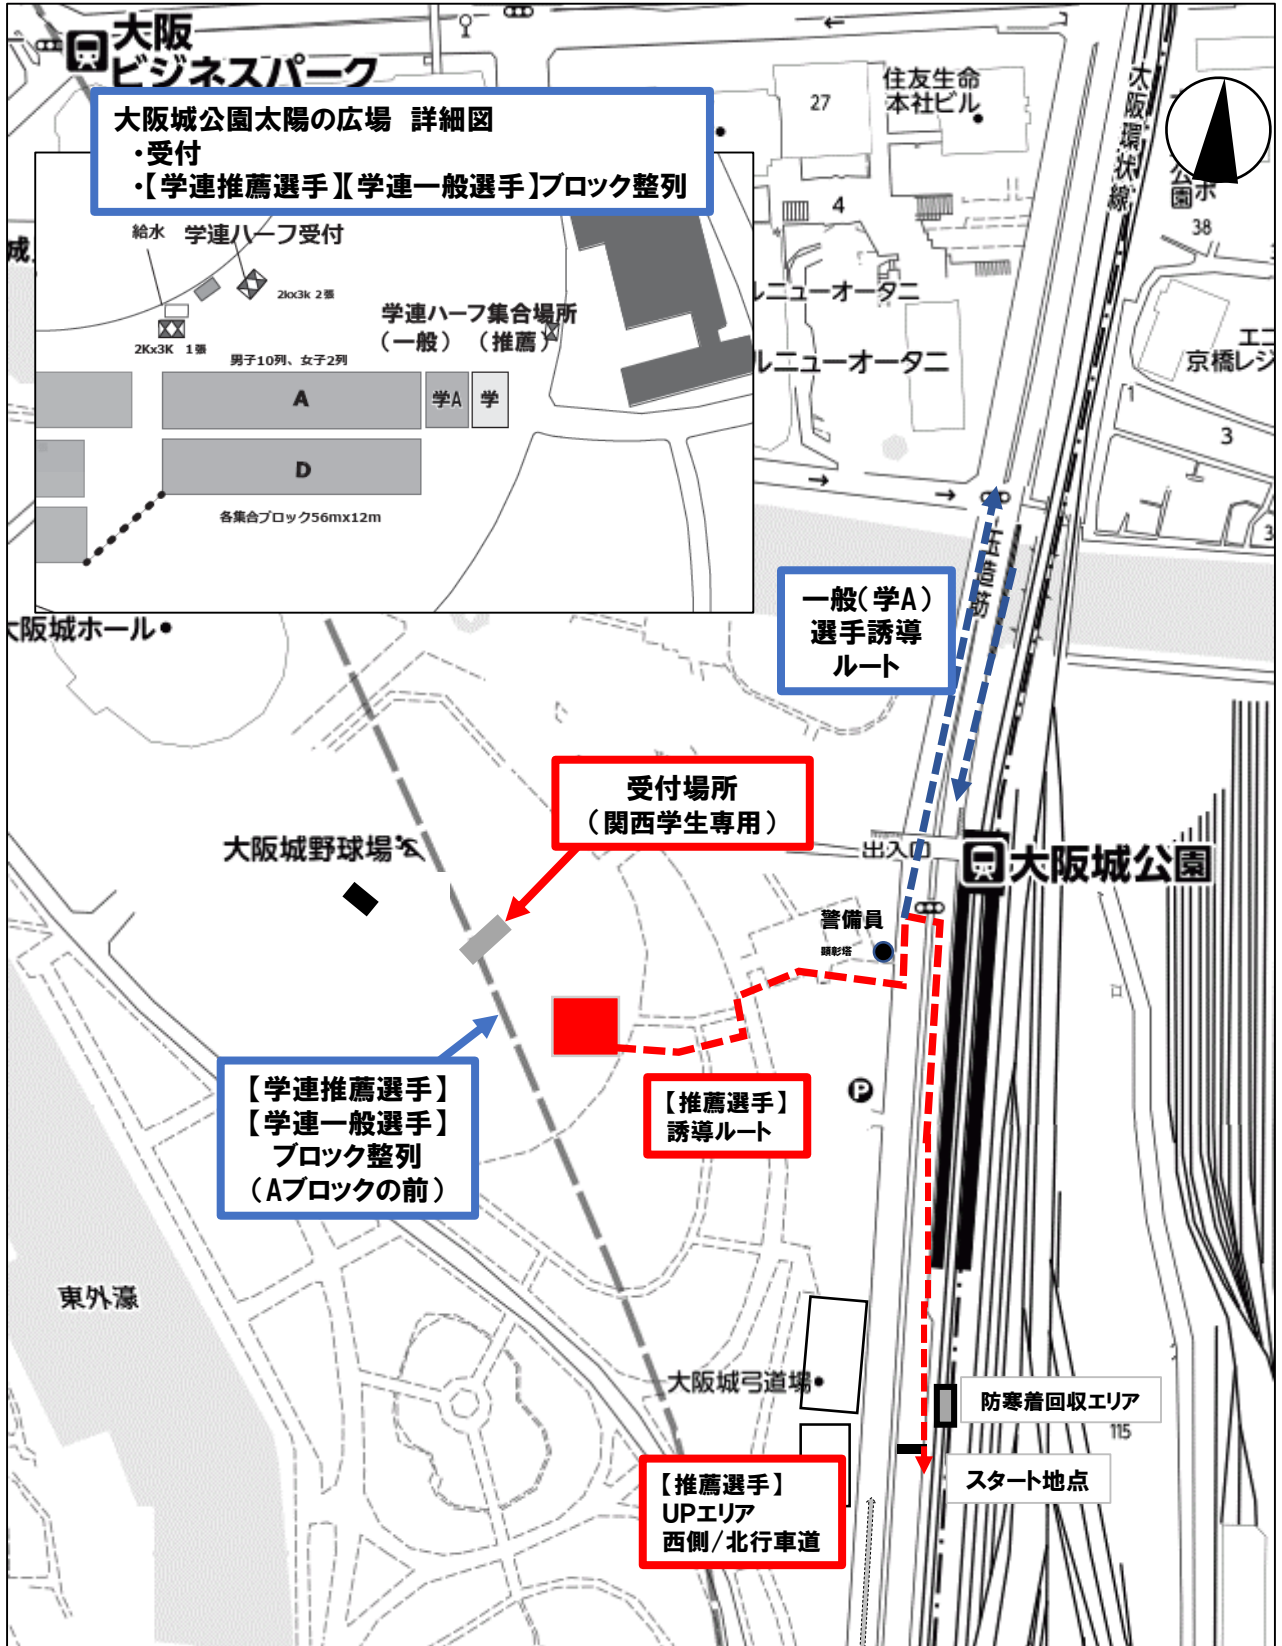 大阪
ビジネスパーク
大阪城公園太陽の広場 詳細図
・受付
・【学連推薦選手】【学連一般選手】ブロック整列
給水
学連ハーフ受付
2kx3k 2張
2Kx3K 1張
学連ハーフ集合場所
（一般）（推薦）
男子10列、女子2列
A
学A
学
D
各集合ブロック56mx12m
27
住友生命
本社ビル
4
大阪環状線
公園
38
ルニューオータニ
ルニューオータニ
京橋レジ
1
3
3
一般（学A）
選手誘導
ルート
大阪城ホール
受付場所
（関西学生専用）
大阪城野球場
出入口
大阪城公園
警備員
顕彰塔
【学連推薦選手】
【学連一般選手】
ブロック整列
（Aブロックの前）
【推薦選手】
誘導ルート
P
東外濠
大阪城弓道場
防寒着回収エリア
115
スタート地点
【推薦選手】
UPエリア
西側/北行車道